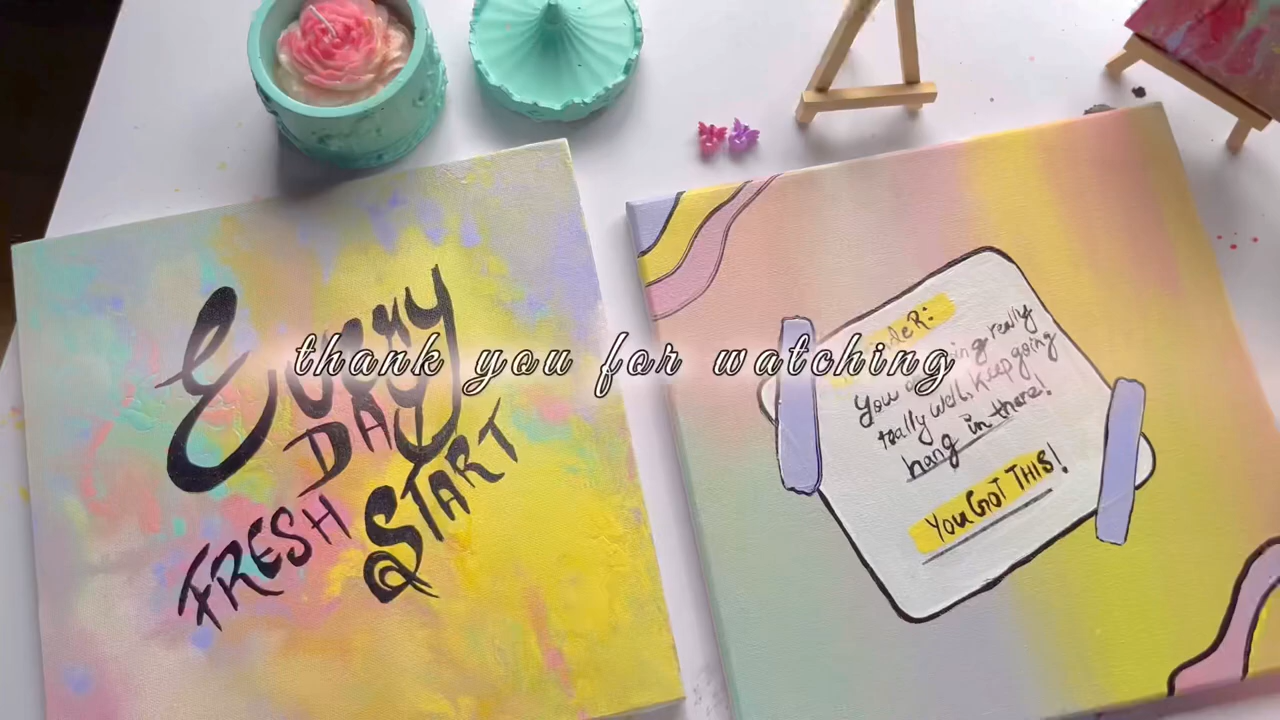 thank you for watching
Every
DAY
FRESH START
You really
really well, keep going
hang in there!
You GOT THIS!